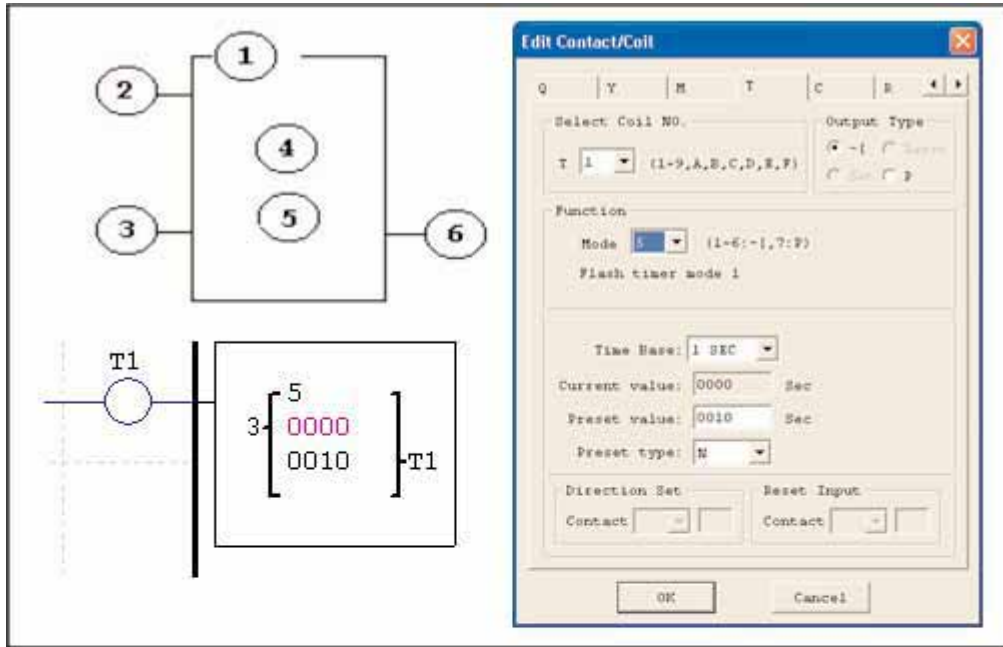 1
2
4
5
3
6
T1
5
3
0000
0010
T1
Edit Contact/Coil
Q Y M T C R
Select Coil NO.
T 1 (1-9,A,B,C,D,E,F)
Output Type
-[
P
Function
Mode 5 (1-6:-[,7:P)
Flash timer mode 1
Time Base: 1 SEC
Current value: 0000 Sec
Preset value: 0010 Sec
Preset type: N
Direction Set
Contact
Reset Input
Contact
OK
Cancel